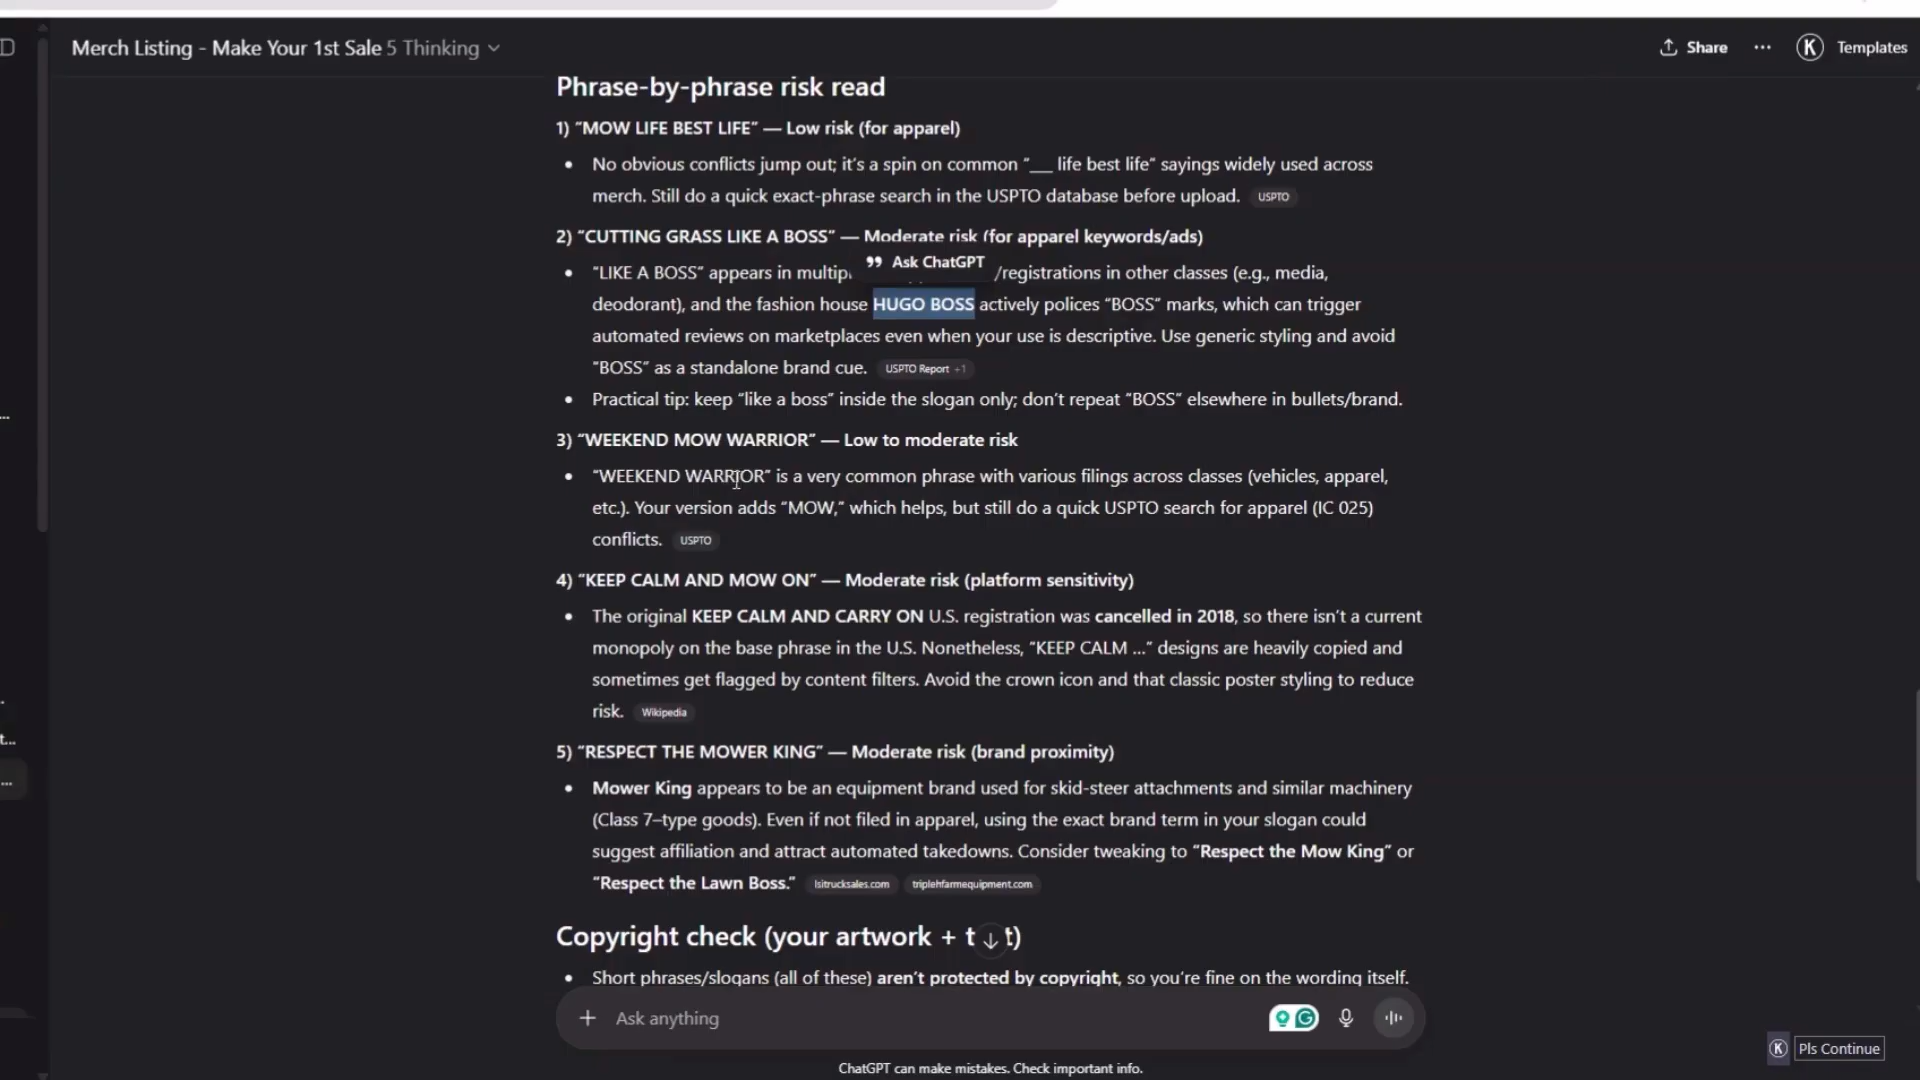 Merch Listing - Make Your 1st Sale 5 Thinking
Share
Templates
Phrase-by-phrase risk read
1) “MOW LIFE BEST LIFE” — Low risk (for apparel)
No obvious conflicts jump out; it’s a spin on common “___ life best life” sayings widely used across
merch. Still do a quick exact-phrase search in the USPTO database before upload. USPTO
2) “CUTTING GRASS LIKE A BOSS” — Moderate risk (for apparel keywords/ads)
Ask ChatGPT
“LIKE A BOSS” appears in /registrations in other classes (e.g., media,
deodorant), and the fashion house HUGO BOSS actively polices “BOSS” marks, which can trigger
automated reviews on marketplaces even when your use is descriptive. Use generic styling and avoid
“BOSS” as a standalone brand cue. USPTO Report +1
Practical tip: keep “like a boss” inside the slogan only; don’t repeat “BOSS” elsewhere in bullets/brand.
3) “WEEKEND MOW WARRIOR” — Low to moderate risk
“WEEKEND WARRIOR” is a very common phrase with various filings across classes (vehicles, apparel,
etc.). Your version adds “MOW,” which helps, but still do a quick USPTO search for apparel (IC 025)
conflicts. USPTO
4) “KEEP CALM AND MOW ON” — Moderate risk (platform sensitivity)
The original KEEP CALM AND CARRY ON U.S. registration was cancelled in 2018, so there isn’t a current
monopoly on the base phrase in the U.S. Nonetheless, “KEEP CALM …” designs are heavily copied and
sometimes get flagged by content filters. Avoid the crown icon and that classic poster styling to reduce
risk. Wikipedia
5) “RESPECT THE MOWER KING” — Moderate risk (brand proximity)
Mower King appears to be an equipment brand used for skid-steer attachments and similar machinery
(Class 7–type goods). Even if not filed in apparel, using the exact brand term in your slogan could
suggest affiliation and attract automated takedowns. Consider tweaking to “Respect the Mow King” or
“Respect the Lawn Boss.” lsitrucksales.com triplehfarmequipment.com
Copyright check (your artwork + t t)
Short phrases/slogans (all of these) aren’t protected by copyright, so you’re fine on the wording itself.
Ask anything
Pls Continue
ChatGPT can make mistakes. Check important info.